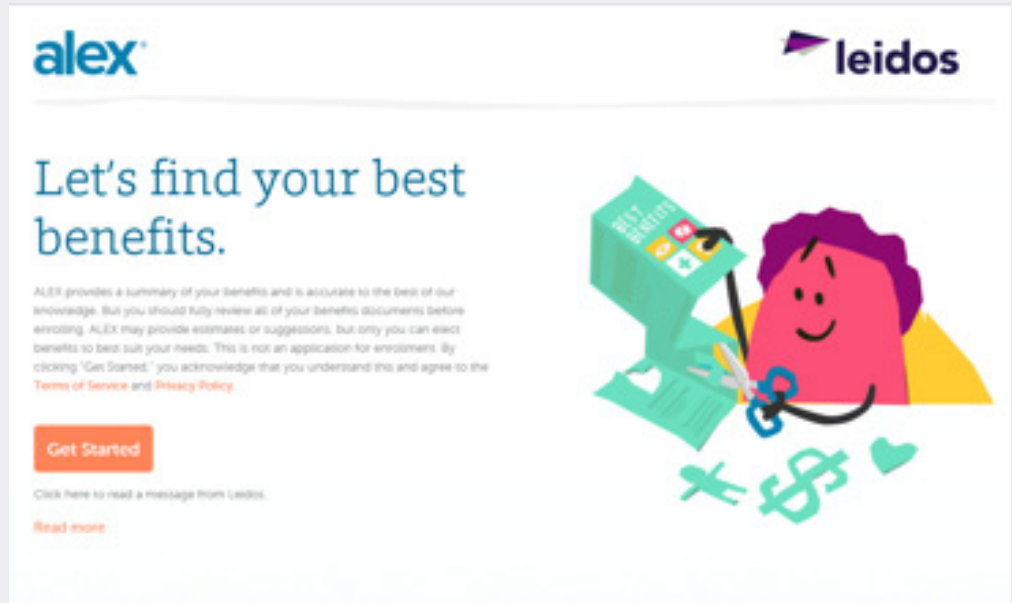 alex
leidos
Let's find your best
benefits.
ALEX provides a summary of your benefits and is accurate to the best of our
knowledge. But you should fully review all of your benefits documents before
enrolling. ALEX may provide estimates or suggestions, but only you can elect
benefits to best suit your needs. This is not an application for enrollment. By
clicking "Get Started," you acknowledge that you understand this and agree to the
Terms of Service and Privacy Policy.
Get Started
Click here to read a message from Leidos.
Read more
BEST
BENEFITS